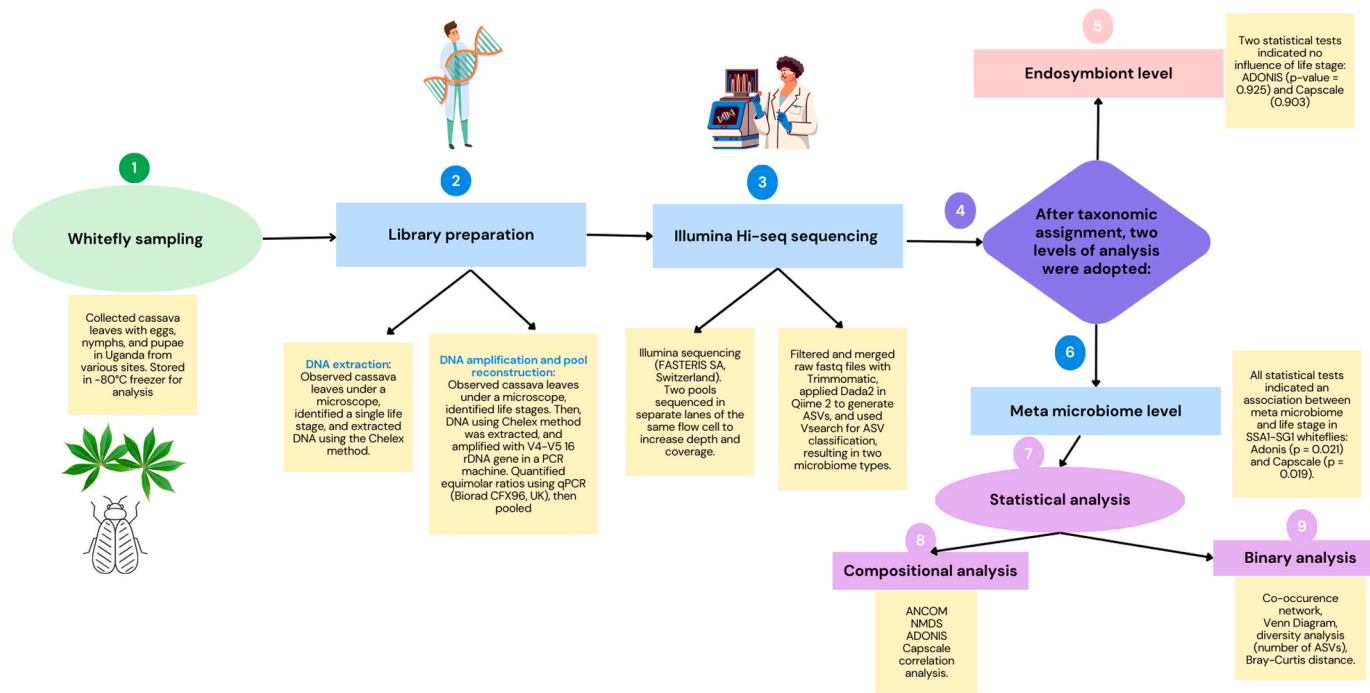 1
Whitefly sampling
Collected cassava
leaves with eggs,
nymphs, and pupae
in Uganda from
various sites. Stored
in -80°C freezer for
analysis
2
Library preparation
DNA extraction:
Observed cassava
leaves under a
microscope,
identified a single life
stage, and extracted
DNA using the Chelex
method.
DNA amplification and pool
reconstruction:
Observed cassava leaves
under a microscope,
identified life stages. Then,
DNA using Chelex method
was extracted, and
amplified with V4-V5 16
rDNA gene in a PCR
machine. Quantified
equimolar ratios using qPCR
(Biorad CFX96, UK), then
pooled
3
Illumina Hi-seq sequencing
Illumina sequencing
(FASTERIS SA,
Switzerland).
Two pools
sequenced in
separate lanes of the
same flow cell to
increase depth and
coverage.
Filtered and merged
raw fastq files with
Trimmomatic,
applied Dada2 in
Qiime 2 to generate
ASVs, and used
Vsearch for ASV
classification,
resulting in two
microbiome types.
4
After taxonomic
assignment, two
levels of analysis
were adopted:
5
Endosymbiont level
Two statistical tests
indicated no
influence of life stage:
ADONIS (p-value =
0.925) and Capscale
(0.903)
6
Meta microbiome level
All statistical tests
indicated an
association between
meta microbiome
and life stage in
SSA1-SG1 whiteflies:
Adonis (p = 0.021)
and Capscale (p =
0.019).
7
Statistical analysis
8
Compositional analysis
ANCOM
NMDS
ADONIS
Capscale
correlation
analysis.
9
Binary analysis
Co-occurence
network,
Venn Diagram,
diversity analysis
(number of ASVs),
Bray-Curtis distance.